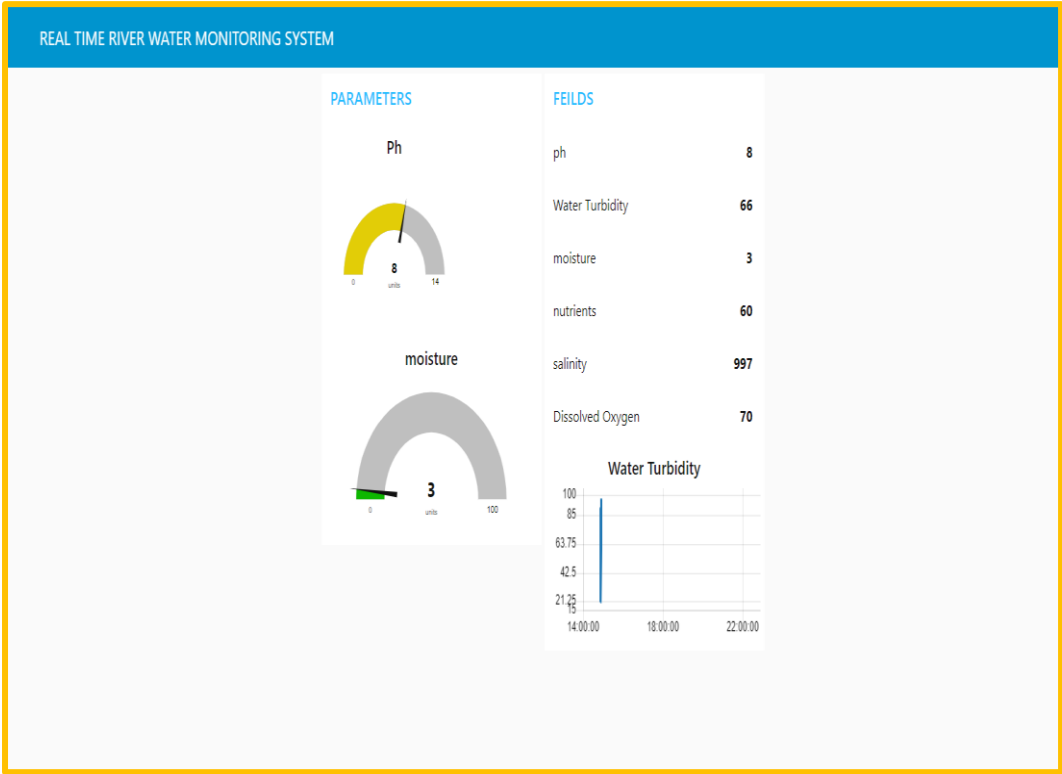 REAL TIME RIVER WATER MONITORING SYSTEM
PARAMETERS
Ph
8
units
0
14
moisture
3
units
0
100
FEILDS
ph 8
Water Turbidity 66
moisture 3
nutrients 60
salinity 997
Dissolved Oxygen 70
Water Turbidity
100
85
63.75
42.5
21.25
15
14:00:00 18:00:00 22:00:00